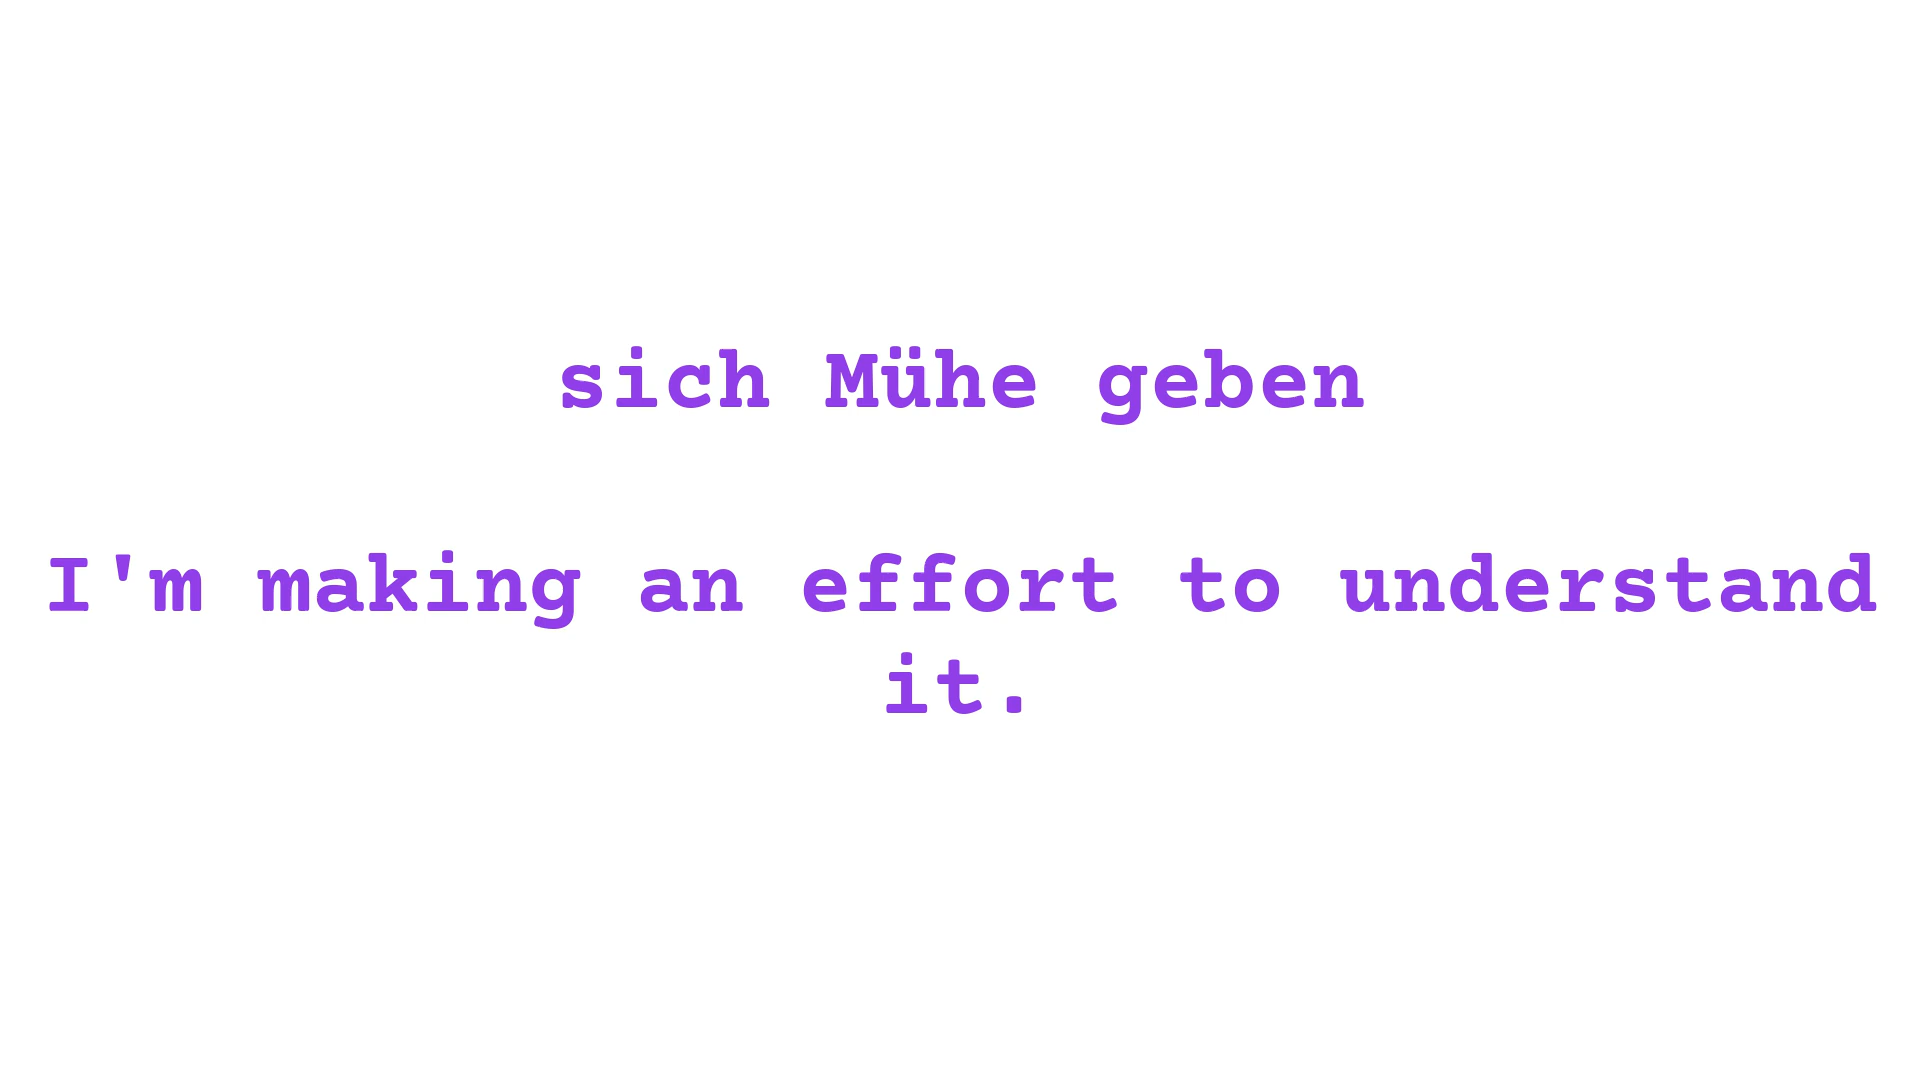 sich Mühe geben
I'm making an effort to understand
it.